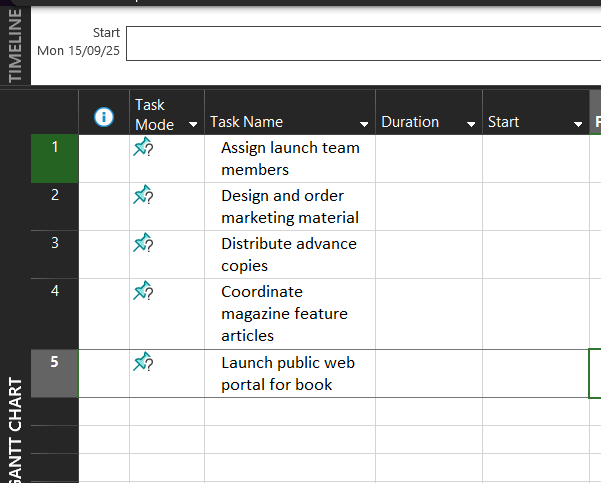 TIMELINE
Start
Mon 15/09/25
Task
Mode
Task Name
Duration
Start
1
Assign launch team
members
2
Design and order
marketing material
3
Distribute advance
copies
4
Coordinate
magazine feature
articles
5
Launch public web
portal for book
GANTT CHART